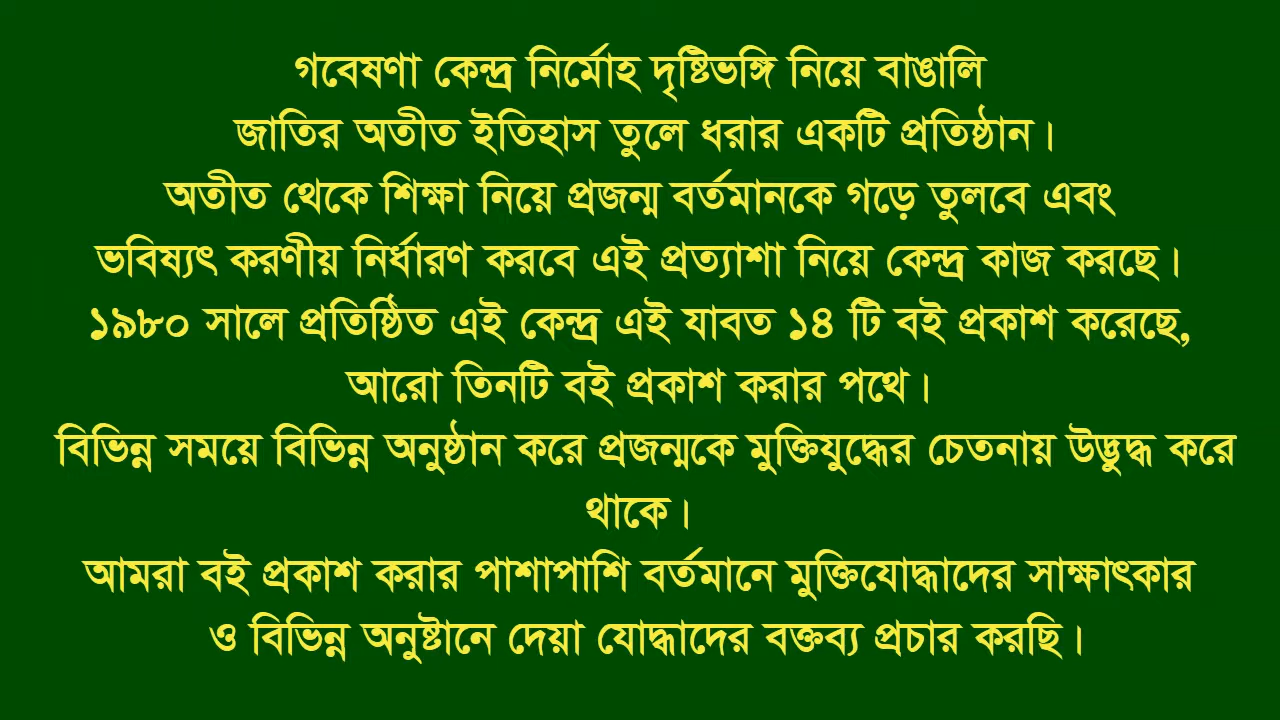 গবেষণা কেন্দ্র নির্মোহ দৃষ্টিভঙ্গি নিয়ে বাঙালি
জাতির অতীত ইতিহাস তুলে ধরার একটি প্রতিষ্ঠান।
অতীত থেকে শিক্ষা নিয়ে প্রজন্ম বর্তমানকে গড়ে তুলবে এবং
ভবিষ্যৎ করণীয় নির্ধারণ করবে এই প্রত্যাশা নিয়ে কেন্দ্র কাজ করছে।
১৯৮০ সালে প্রতিষ্ঠিত এই কেন্দ্র এই যাবত ১৪ টি বই প্রকাশ করেছে,
আরো তিনটি বই প্রকাশ করার পথে।
বিভিন্ন সময়ে বিভিন্ন অনুষ্ঠান করে প্রজন্মকে মুক্তিযুদ্ধের চেতনায় উদ্ভুদ্ধ করে
থাকে।
আমরা বই প্রকাশ করার পাশাপাশি বর্তমানে মুক্তিযোদ্ধাদের সাক্ষাৎকার
ও বিভিন্ন অনুষ্টানে দেয়া যোদ্ধাদের বক্তব্য প্রচার করছি।